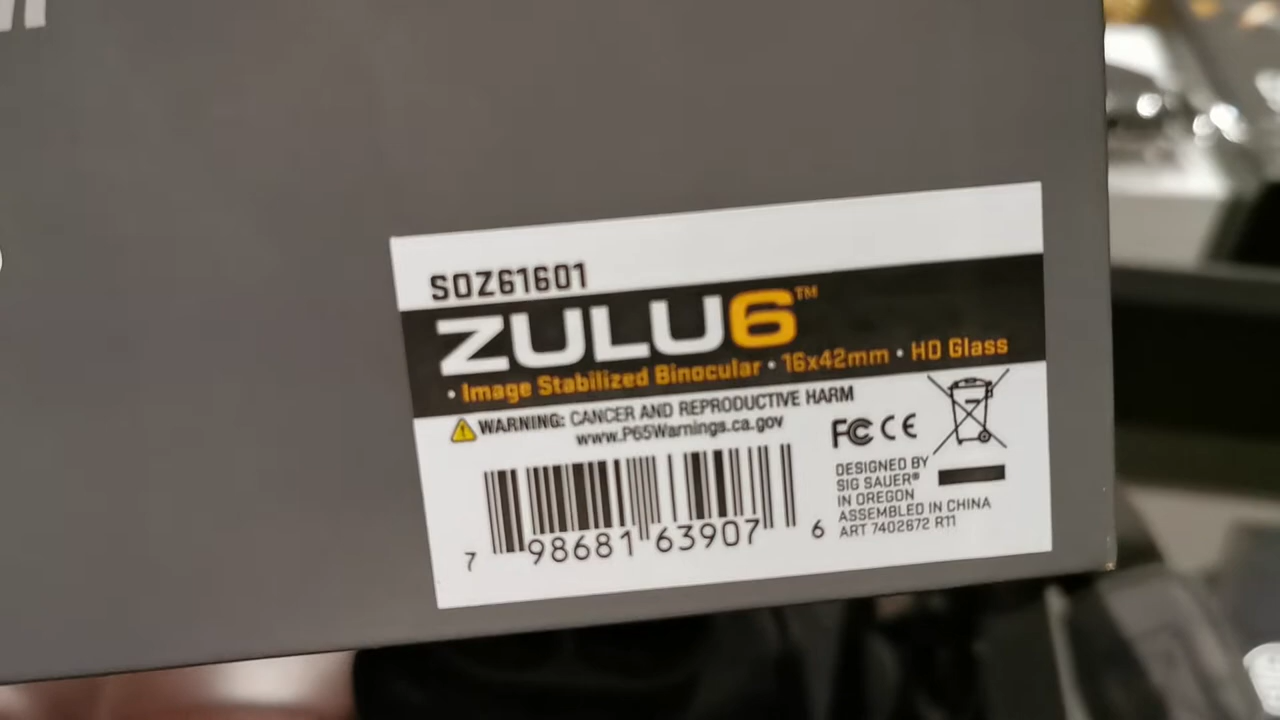 SOZ61601
ZULU6™
• Image Stabilized Binocular • 16x42mm • HD Glass
WARNING: CANCER AND REPRODUCTIVE HARM
www.P65Warnings.ca.gov
FC CE
DESIGNED BY
SIG SAUER®
IN OREGON
ASSEMBLED IN CHINA
ART 7402672 R11
7 98681 63907 6